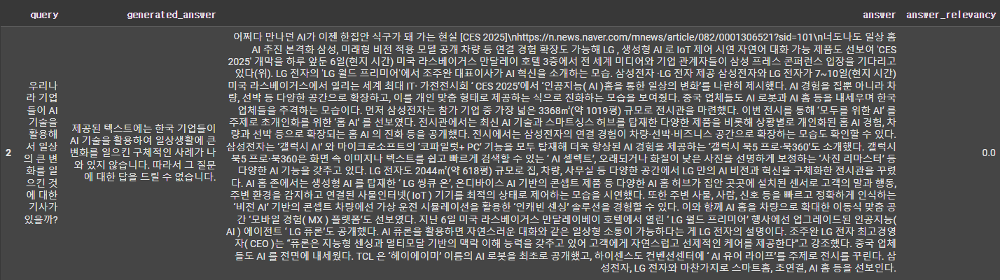 query generated_answer answer answer_relevancy
2
우리나
라 기업
들이 AI
기술을
활용해
서 일상
의 큰 변
화를 일
으킨 것
에 대한
기사가
있을까?
제공된 텍스트에는 한국 기업들이
AI 기술을 활용하여 일상생활에 큰
변화를 일으킨 구체적인 사례가 나
와 있지 않습니다. 따라서 그 질문
에 대한 답을 드릴 수 없습니다.
어쩌다 만나던 AI가 이젠 한집안 식구가 돼 가는 현실 [CES 2025]\nhttps://n.news.naver.com/mnews/article/082/0001306521?sid=101\n너도나도 일상 홈
AI 추진 본격화 삼성, 미래형 비전 적용 모델 공개 차량 등 연결 경험 확장도 가능해 LG , 생성형 AI 로 IoT 제어 시연 자연어 대화 가능 제품도 선보여 'CES
2025' 개막을 하루 앞둔 6일(현지 시간) 미국 라스베이거스 만달레이 호텔 3층에서 전 세계 미디어와 기업 관계자들이 삼성 프레스 콘퍼런스 입장을 기다리고
있다(위). LG 전자의 'LG 월드 프리미어'에서 조주완 대표이사가 AI 혁신을 소개하는 모습. 삼성전자 ·LG 전자 제공 삼성전자와 LG 전자가 7~10일(현지 시간)
미국 라스베이거스에서 열리는 세계 최대 IT· 가전전시회 ‘ CES 2025’에서 ‘인공지능( AI )홈을 통한 일상의 변화’를 나란히 제시했다. AI 경험을 집뿐 아니라 차
량, 선박 등 다양한 공간으로 확장하고, 이를 개인 맞춤 형태로 제공하는 식으로 진화하는 모습을 보여줬다. 중국 업체들도 AI 로봇과 AI 홈 등을 내세우며 한국
업체들을 추격하는 모습이다. 먼저 삼성전자는 참가 기업 중 가장 넓은 3368㎡(약 1019평) 규모로 전시관을 마련했다. 이번 전시를 통해 ‘모두를 위한 AI’ 를
주제로 초개인화를 위한 ‘홈 AI’ 를 선보였다. 전시관에서는 최신 AI 기술과 스마트싱스 허브를 탑재한 다양한 제품을 비롯해 상황별로 개인화된 홈 AI 경험, 차
량과 선박 등으로 확장되는 홈 AI 의 진화 등을 공개했다. 전시에서는 삼성전자의 연결 경험이 차량·선박·비즈니스 공간으로 확장하는 모습도 확인할 수 있다.
삼성전자는 ‘갤럭시 AI’ 와 마이크로소프트의 ‘코파일럿+ PC’ 기능을 모두 탑재해 더욱 향상된 AI 경험을 제공하는 ‘갤럭시 북5 프로·북360’도 소개했다. 갤럭시
북5 프로·북360은 화면 속 이미지나 텍스트를 쉽고 빠르게 검색할 수 있는 ‘ AI 셀렉트’, 오래되거나 화질이 낮은 사진을 선명하게 보정하는 ‘사진 리마스터’ 등
다양한 AI 기능을 갖추고 있다. LG 전자도 2044㎡(약 618평) 규모로 집, 차량, 사무실 등 다양한 공간에서 LG 만의 AI 비전과 혁신을 구체화한 전시관을 꾸렸
다. AI 홈 존에서는 생성형 AI 를 탑재한 ‘ LG 씽큐 온’, 온디바이스 AI 기반의 콘셉트 제품 등 다양한 AI 홈 허브가 집안 곳곳에 설치된 센서로 고객의 말과 행동,
주변 환경을 감지하고 연결된 사물인터넷( IoT ) 기기를 최적의 상태로 제어하는 모습을 시연했다. 또한 주변 사물, 사람, 신호 등을 빠르고 정확하게 인식하는
‘비전 AI’ 기반의 콘셉트 차량에선 가상 운전 시뮬레이션을 활용한 ‘인캐빈 센싱’ 솔루션을 경험할 수 있다. 이와 함께 AI 홈을 차량으로 확대한 이동식 맞춤 공
간 ‘모바일 경험( MX ) 플랫폼’도 선보였다. 지난 6일 미국 라스베이거스 만달레이베이 호텔에서 열린 ‘ LG 월드 프리미어’ 행사에선 업그레이드된 인공지능(
AI ) 에이전트 ‘ LG 퓨론’도 공개했다. AI 퓨론을 활용하면 자연스러운 대화와 같은 일상형 소통이 가능하다는 게 LG 전자의 설명이다. 조주완 LG 전자 최고경영
자( CEO )는 “퓨론은 지능형 센싱과 멀티모달 기반의 맥락 이해 능력을 갖추고 있어 고객에게 자연스럽고 선제적인 케어를 제공한다”고 강조했다. 중국 업체
들도 AI 를 전면에 내세웠다. TCL 은 ‘헤이에이미’ 이름의 AI 로봇을 최초로 공개했고, 하이센스도 컨벤션센터에 ‘ AI 유어 라이프’를 주제로 전시를 꾸린다. 삼
성전자, LG 전자와 마찬가지로 스마트홈, 초연결, AI 홈 등을 선보인다.
0.0